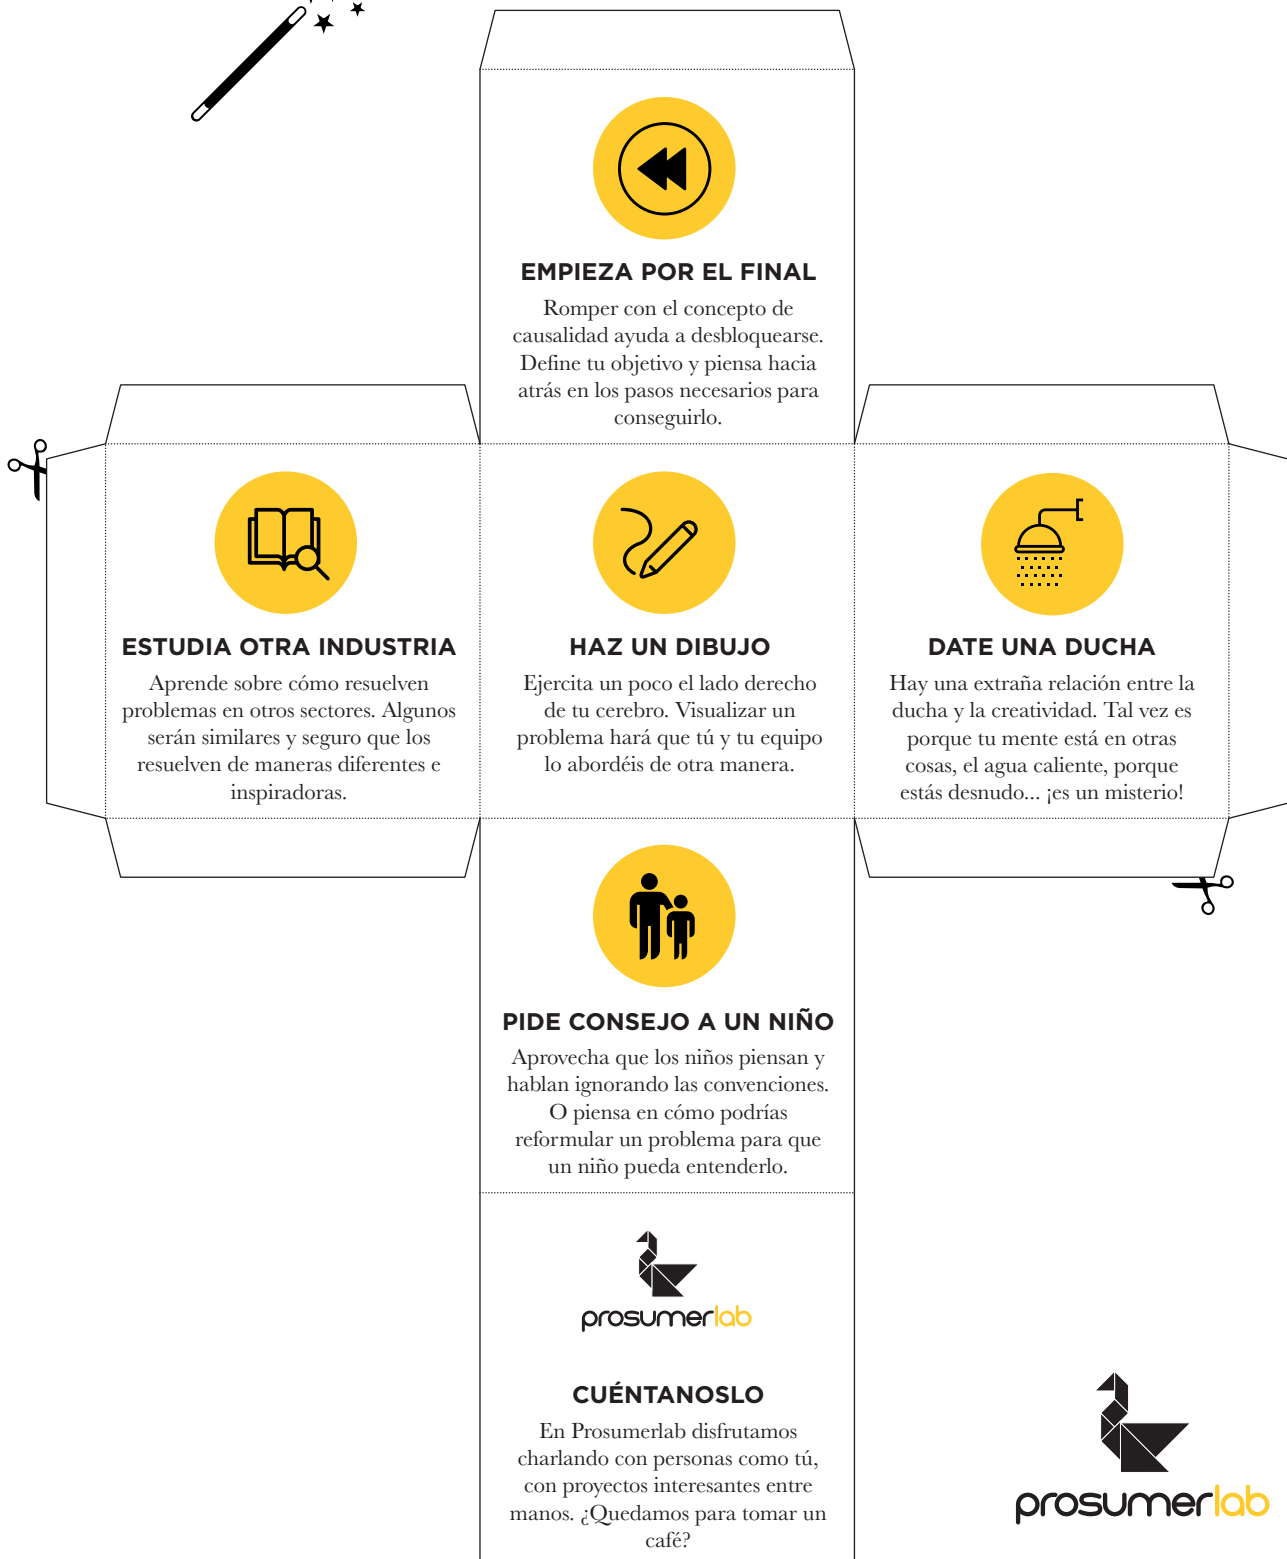 EMPIEZA POR EL FINAL
Romper con el concepto de
causalidad ayuda a desbloquearse.
Define tu objetivo y piensa hacia
atrás en los pasos necesarios para
conseguirlo.
ESTUDIA OTRA INDUSTRIA
Aprende sobre cómo resuelven
problemas en otros sectores. Algunos
serán similares y seguro que los
resuelven de maneras diferentes e
inspiradoras.
HAZ UN DIBUJO
Ejercita un poco el lado derecho
de tu cerebro. Visualizar un
problema hará que tú y tu equipo
lo abordéis de otra manera.
DATE UNA DUCHA
Hay una extraña relación entre la
ducha y la creatividad. Tal vez es
porque tu mente está en otras
cosas, el agua caliente, porque
estás desnudo... ¡es un misterio!
PIDE CONSEJO A UN NIÑO
Aprovecha que los niños piensan y
hablan ignorando las convenciones.
O piensa en cómo podrías
reformular un problema para que
un niño pueda entenderlo.
prosumerlab
CUÉNTANOSLO
En Prosumerlab disfrutamos
charlando con personas como tú,
con proyectos interesantes entre
manos. ¿Quedamos para tomar un
café?
prosumerlab